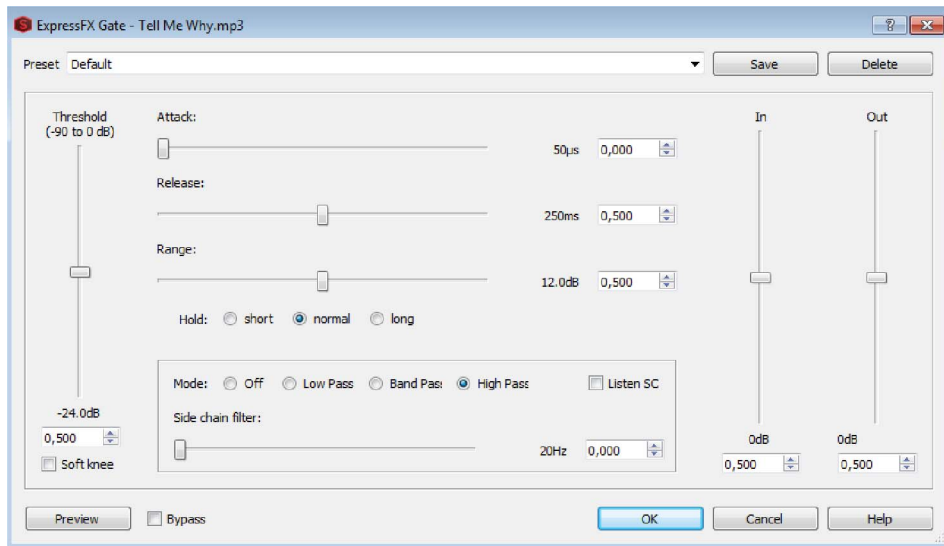 ExpressFX Gate - Tell Me Why.mp3
Preset Default Save Delete
Threshold
(-90 to 0 dB)
Attack:
50µs 0,000
Release:
250ms 0,500
Range:
12.0dB 0,500
Hold: short normal long
Mode: Off Low Pass Band Pas: High Pass Listen SC
Side chain filter:
20Hz 0,000
-24.0dB
0,500
Soft knee
In Out
0dB 0dB
0,500 0,500
Preview Bypass OK Cancel Help